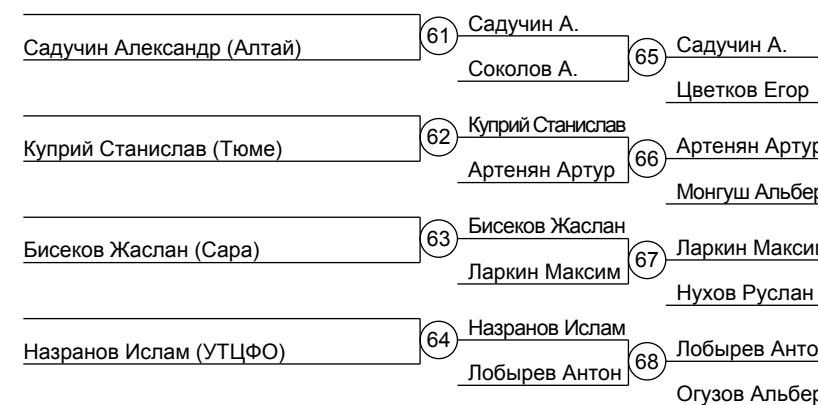 Садучин Александр (Алтай)
61
Садучин А.
Соколов А.
65
Садучин А.
Цветков Егор
Куприй Станислав (Тюме)
62
Куприй Станислав
Артенян Артур
66
Артенян Артур
Монгуш Альбер
Бисеков Жаслан (Сара)
63
Бисеков Жаслан
Ларкин Максим
67
Ларкин Максим
Нухов Руслан
Назранов Ислам (УТЦФО)
64
Назранов Ислам
Лобырев Антон
68
Лобырев Анто
Огузов Альбер